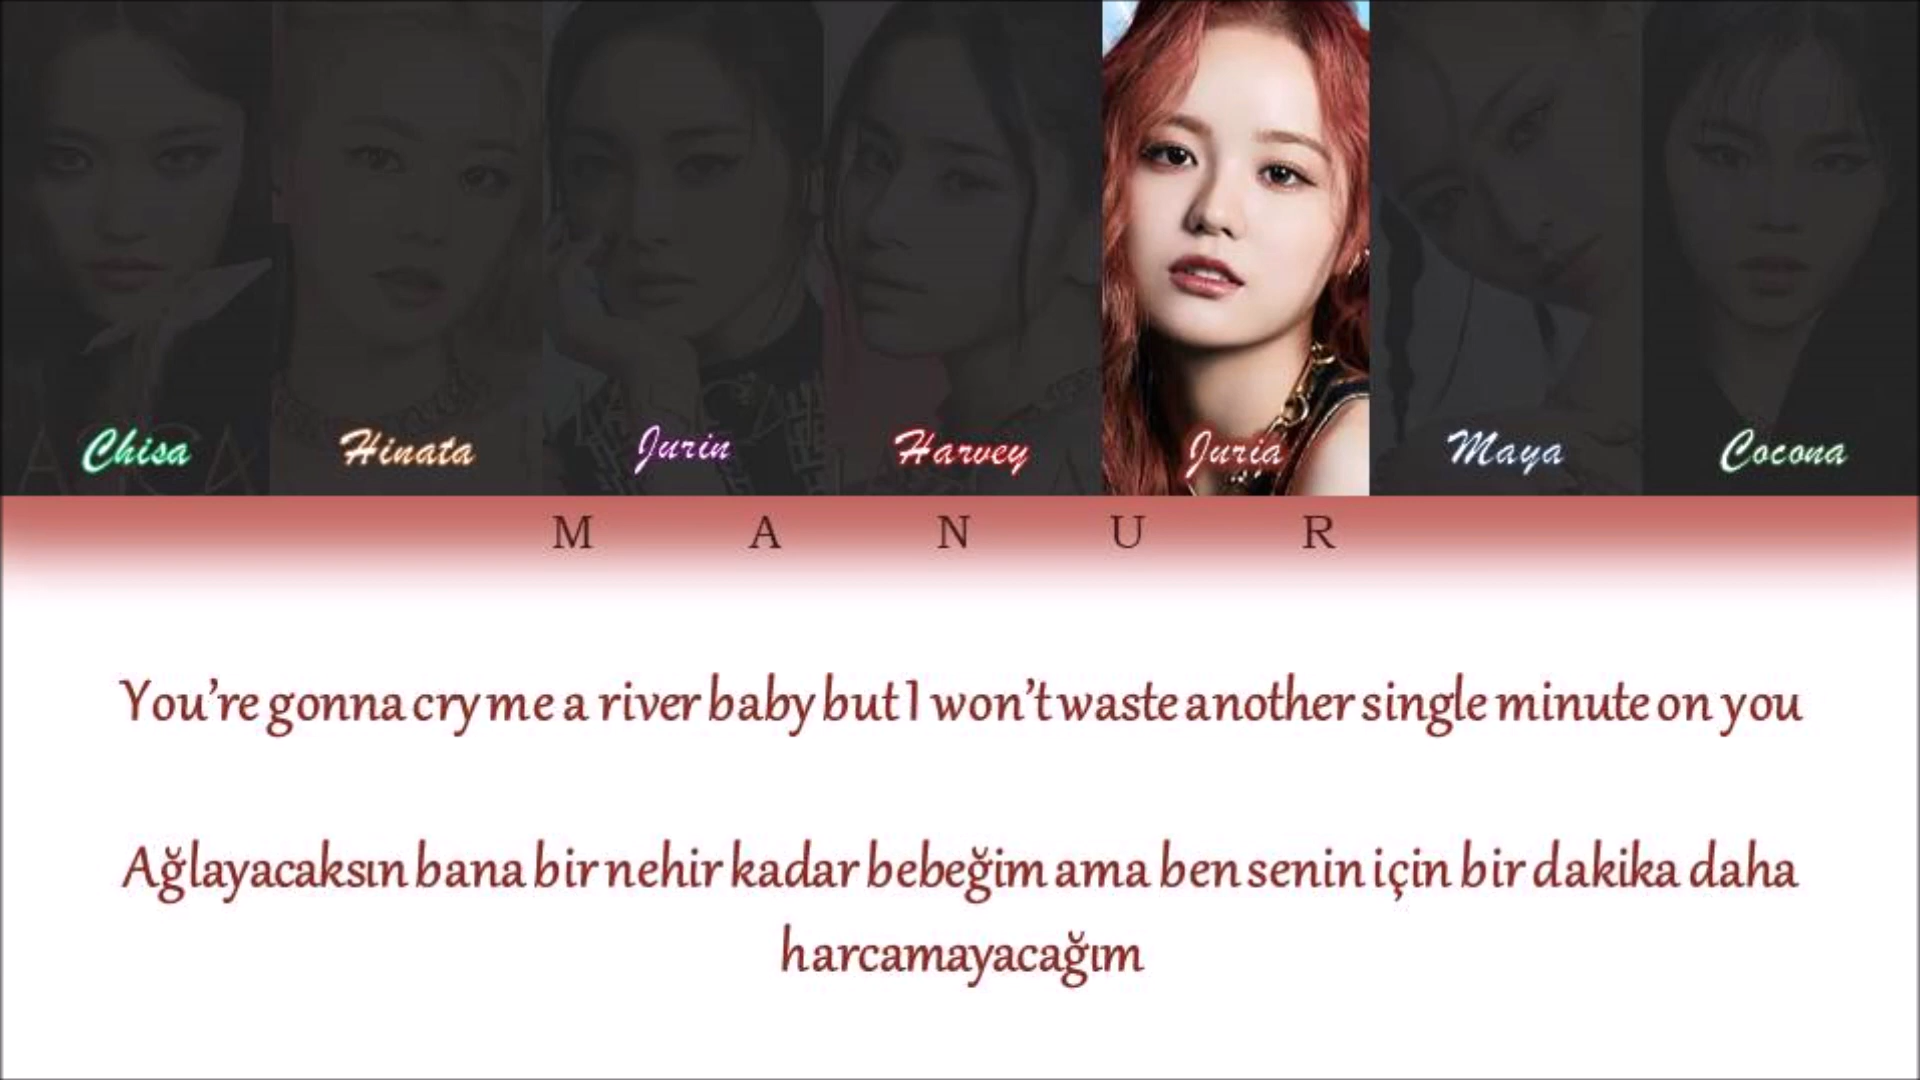 Chisa Hinata Jurin Harvey Juria Maya Cocona
M A N U R
You’re gonna cry me a river baby but I won’t waste another single minute on you
Ağlayacaksın bana bir nehir kadar bebeğim ama ben senin için bir dakika daha
harcamayacağım